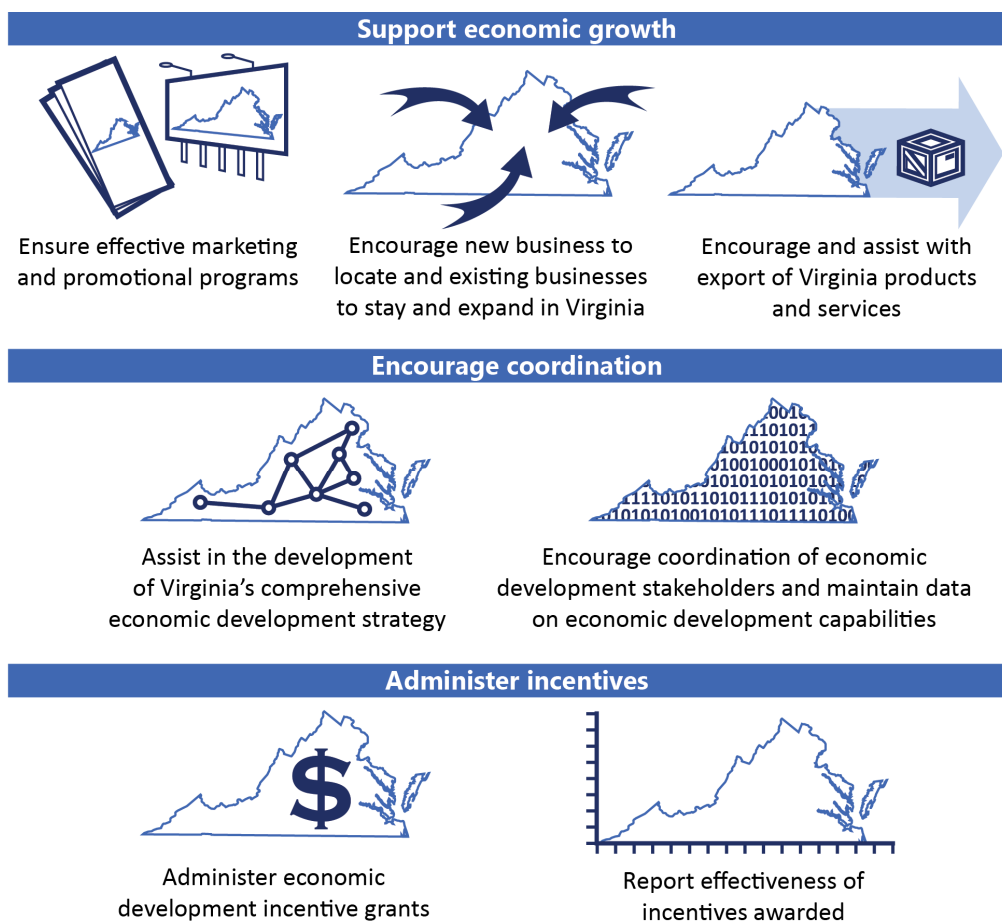 Support economic growth
Ensure effective marketing
and promotional programs
Encourage new business to
locate and existing businesses
to stay and expand in Virginia
Encourage and assist with
export of Virginia products
and services
Encourage coordination
Assist in the development
of Virginia’s comprehensive
economic development strategy
Encourage coordination of economic
development stakeholders and maintain data
on economic development capabilities
Administer incentives
$
Administer economic
development incentive grants
Report effectiveness of
incentives awarded